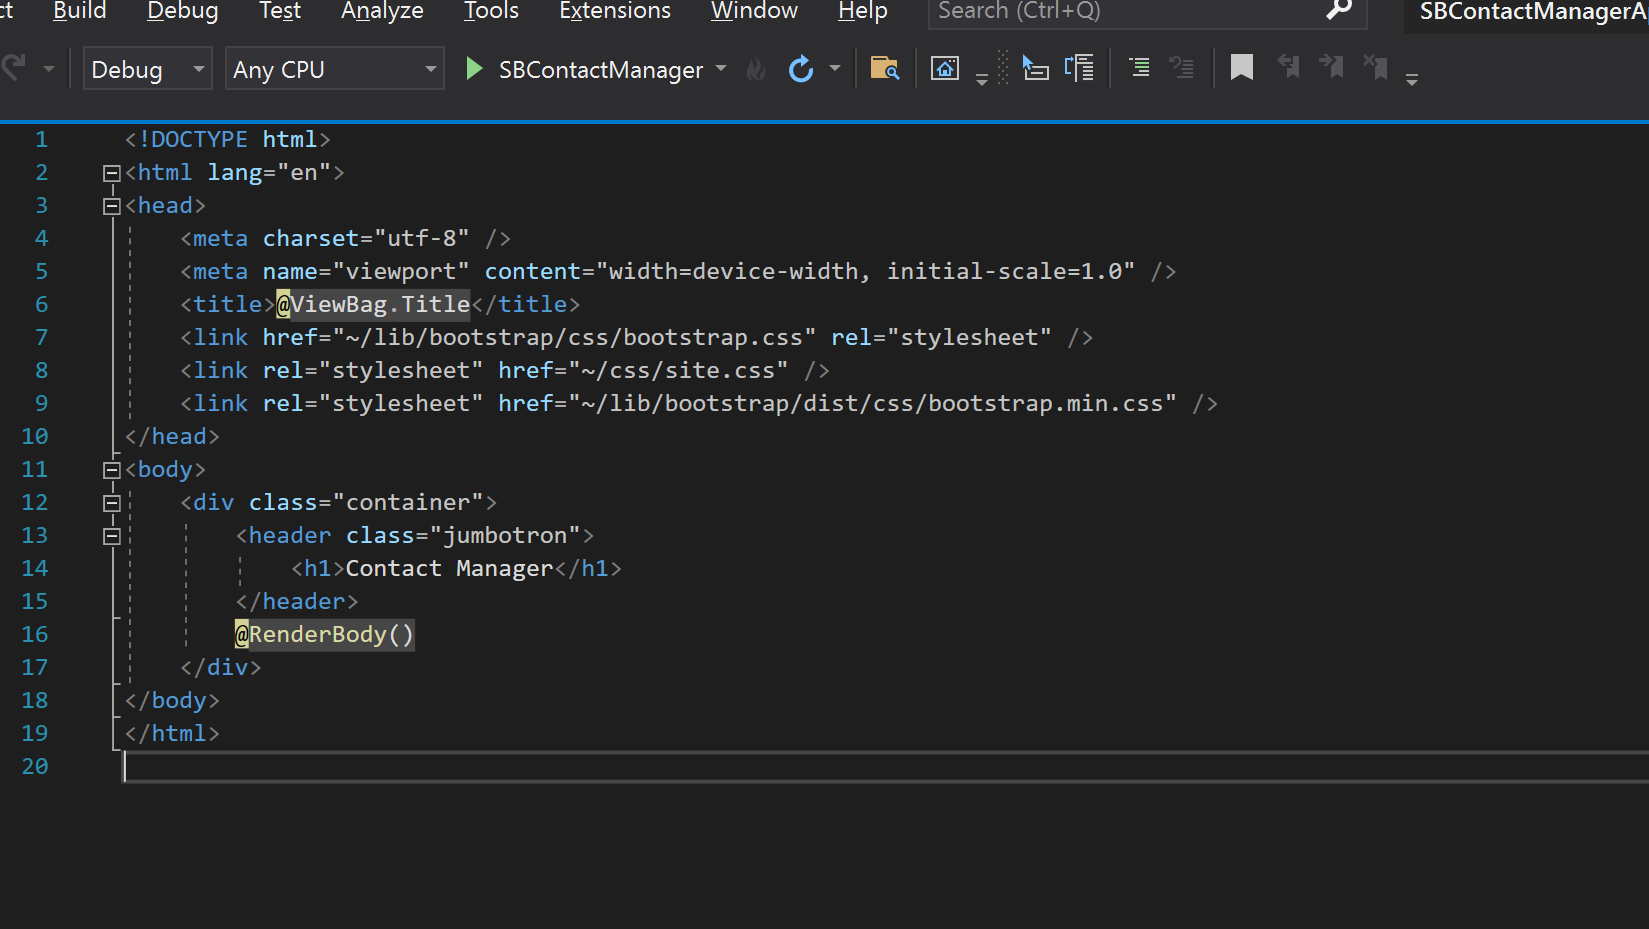 ct Build Debug Test Analyze Tools Extensions Window Help Search (Ctrl+Q) SBContactManagerA
Debug Any CPU SBContactManager
1 <!DOCTYPE html>
2 <html lang="en">
3 <head>
4 <meta charset="utf-8" />
5 <meta name="viewport" content="width=device-width, initial-scale=1.0" />
6 <title>@ViewBag.Title</title>
7 <link href="~/lib/bootstrap/css/bootstrap.css" rel="stylesheet" />
8 <link rel="stylesheet" href="~/css/site.css" />
9 <link rel="stylesheet" href="~/lib/bootstrap/dist/css/bootstrap.min.css" />
10 </head>
11 <body>
12 <div class="container">
13 <header class="jumbotron">
14 <h1>Contact Manager</h1>
15 </header>
16 @RenderBody()
17 </div>
18 </body>
19 </html>
20